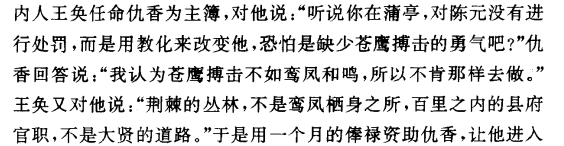 内人王奂任命仇香为主簿,对他说:“听说你在蒲亭,对陈元没有进
行处罚,而是用教化来改变他,恐怕是缺少苍鹰搏击的勇气吧?”仇
香回答说:“我认为苍鹰搏击不如鸾凤和鸣,所以不肯那样去做。”
王奂又对他说:“荆棘的丛林,不是鸾凤栖身之所,百里之内的县府
官职,不是大贤的道路。”于是用一个月的俸禄资助仇香,让他进入